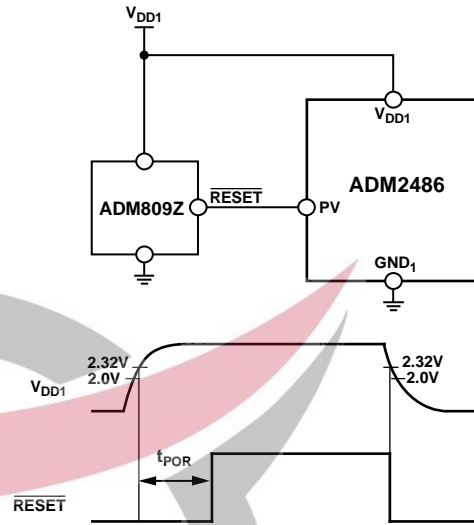 VDD1
VDD1
ADM2486
ADM809Z
RESET
PV
GND1
2.32V
2.0V
VDD1
2.32V
2.0V
tPOR
RESET